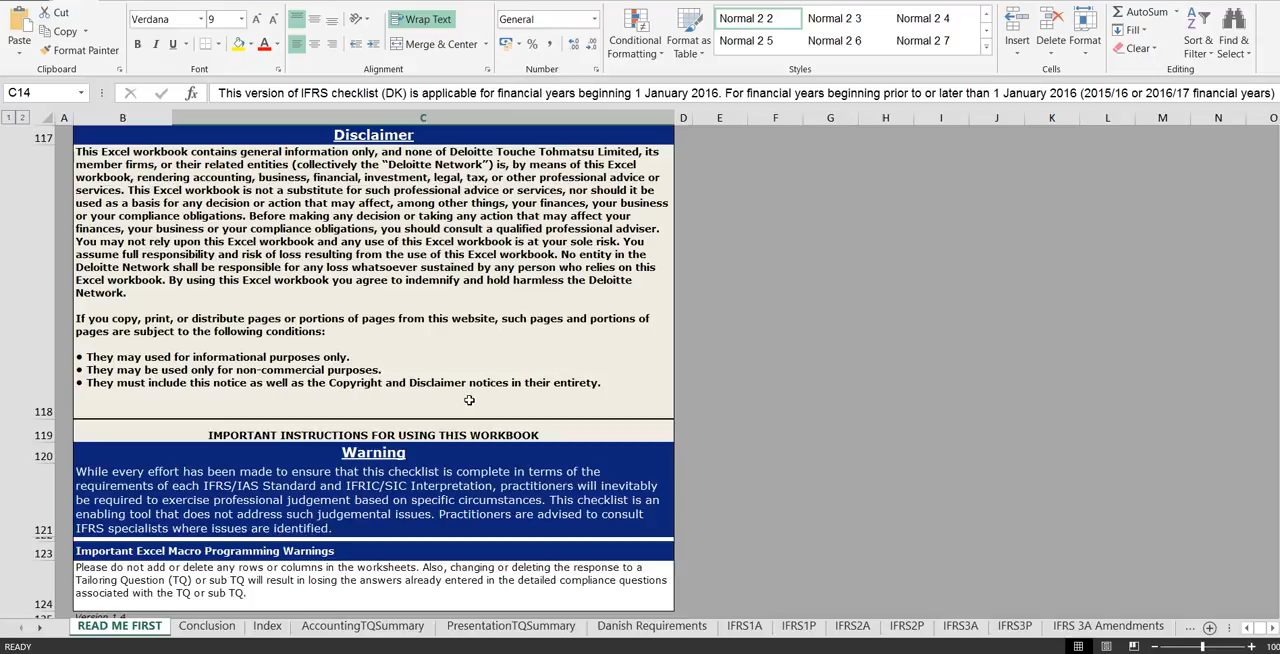 Cut
Copy
Format Painter
Paste
Clipboard
Verdana
9
A A
B I U
A
Font
Wrap Text
Merge & Center
Alignment
General
% ,
Number
Conditional Formatting
Format as Table
Normal 2 2
Normal 2 3
Normal 2 4
Normal 2 5
Normal 2 6
Normal 2 7
Styles
Insert
Delete
Format
Cells
AutoSum
Fill
Clear
Sort & Filter
Find & Select
Editing
C14
fx
This version of IFRS checklist (DK) is applicable for financial years beginning 1 January 2016. For financial years beginning prior to or later than 1 January 2016 (2015/16 or 2016/17 financial years)
1 2
A B C D E F G H I J K L M N O
117
Disclaimer
This Excel workbook contains general information only, and none of Deloitte Touche Tohmatsu Limited, its
member firms, or their related entities (collectively the “Deloitte Network”) is, by means of this Excel
workbook, rendering accounting, business, financial, investment, legal, tax, or other professional advice or
services. This Excel workbook is not a substitute for such professional advice or services, nor should it be
used as a basis for any decision or action that may affect, among other things, your finances, your business
or your compliance obligations. Before making any decision or taking any action that may affect your
finances, your business or your compliance obligations, you should consult a qualified professional adviser.
You may not rely upon this Excel workbook and any use of this Excel workbook is at your sole risk. You
assume full responsibility and risk of loss resulting from the use of this Excel workbook. No entity in the
Deloitte Network shall be responsible for any loss whatsoever sustained by any person who relies on this
Excel workbook. By using this Excel workbook you agree to indemnify and hold harmless the Deloitte
Network.
If you copy, print, or distribute pages or portions of pages from this website, such pages and portions of
pages are subject to the following conditions:
• They may used for informational purposes only.
• They may be used only for non-commercial purposes.
• They must include this notice as well as the Copyright and Disclaimer notices in their entirety.
118
119
IMPORTANT INSTRUCTIONS FOR USING THIS WORKBOOK
120
Warning
While every effort has been made to ensure that this checklist is complete in terms of the
requirements of each IFRS/IAS Standard and IFRIC/SIC Interpretation, practitioners will inevitably
be required to exercise professional judgement based on specific circumstances. This checklist is an
enabling tool that does not address such judgemental issues. Practitioners are advised to consult
IFRS specialists where issues are identified.
121
123
Important Excel Macro Programming Warnings
Please do not add or delete any rows or columns in the worksheets. Also, changing or deleting the response to a
Tailoring Question (TQ) or sub TQ will result in losing the answers already entered in the detailed compliance questions
associated with the TQ or sub TQ.
124
Version 1.4
READ ME FIRST
Conclusion
Index
AccountingTQSummary
PresentationTQSummary
Danish Requirements
IFRS1A
IFRS1P
IFRS2A
IFRS2P
IFRS3A
IFRS3P
IFRS 3A Amendments
...
READY
100